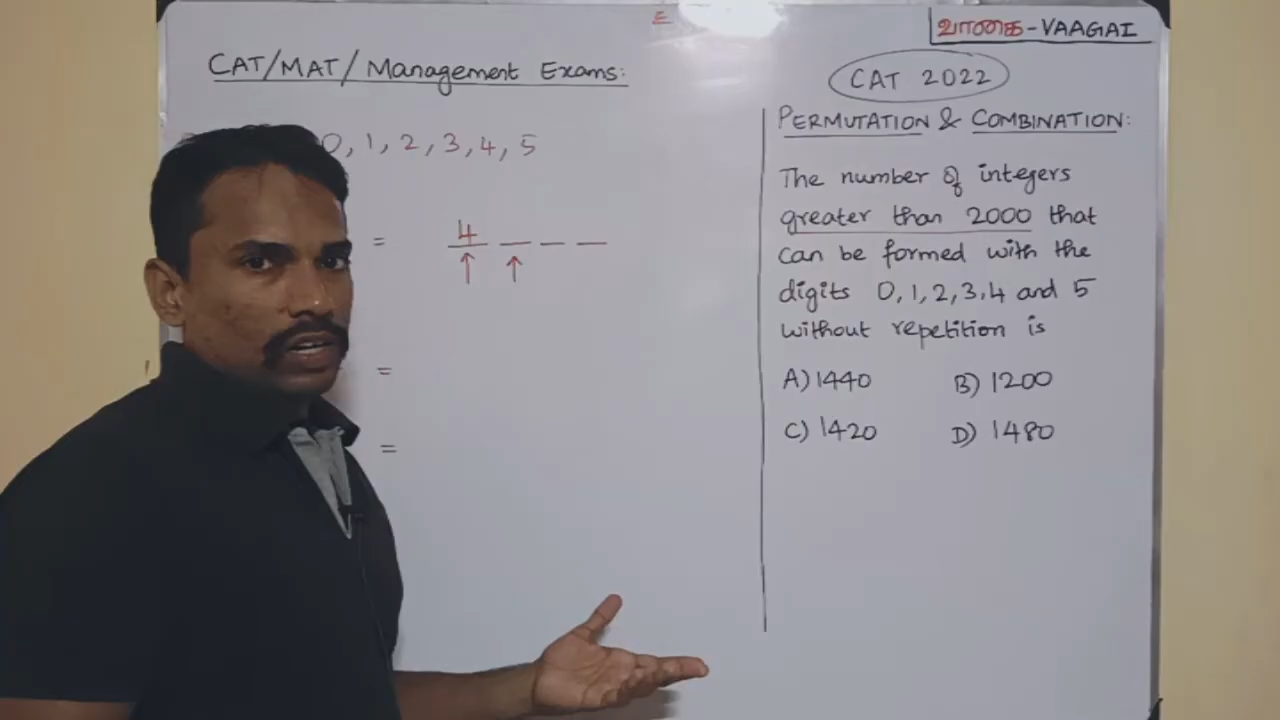 வாகை-VAAGAI
CAT/MAT/Management Exams:
CAT 2022
0, 1, 2, 3, 4, 5
= 4 _ _ _
↑ ↑
=
=
PERMUTATION & COMBINATION:
The number of integers
greater than 2000 that
can be formed with the
digits 0, 1, 2, 3, 4 and 5
without repetition is
A) 1440 B) 1200
C) 1420 D) 1480